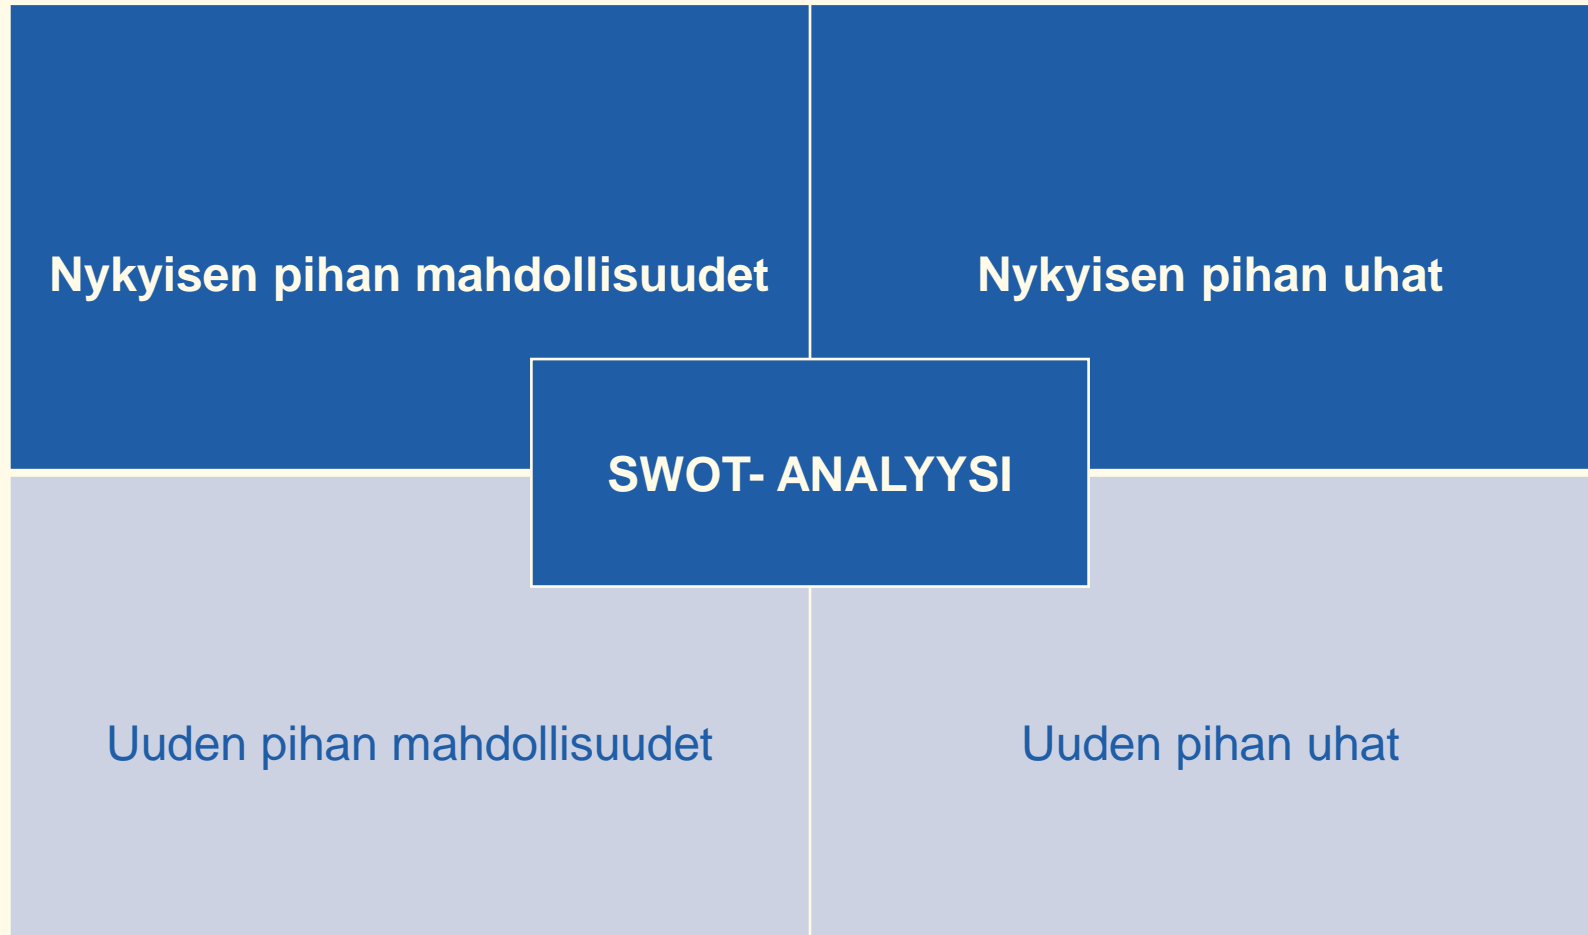 Nykyisen pihan mahdollisuudet
Nykyisen pihan uhat
SWOT- ANALYYSI
Uuden pihan mahdollisuudet
Uuden pihan uhat